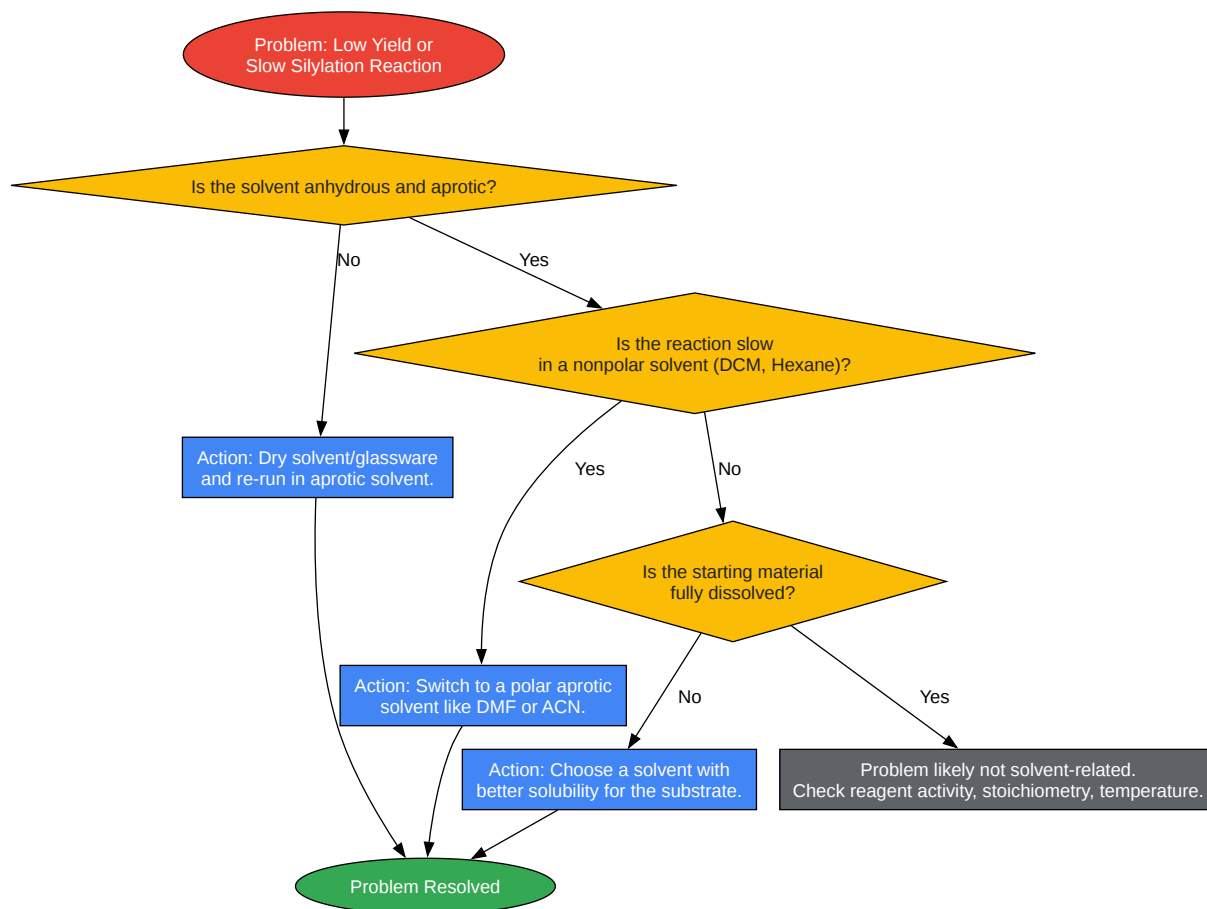 Problem: Low Yield or
Slow Silylation Reaction
Is the solvent anhydrous and aprotic?
No
Yes
Is the reaction slow
in a nonpolar solvent (DCM, Hexane)?
Action: Dry solvent/glassware
and re-run in aprotic solvent.
Yes
No
Is the starting material
fully dissolved?
Action: Switch to a polar aprotic
solvent like DMF or ACN.
No
Yes
Action: Choose a solvent with
better solubility for the substrate.
Problem likely not solvent-related.
Check reagent activity, stoichiometry, temperature.
Problem Resolved